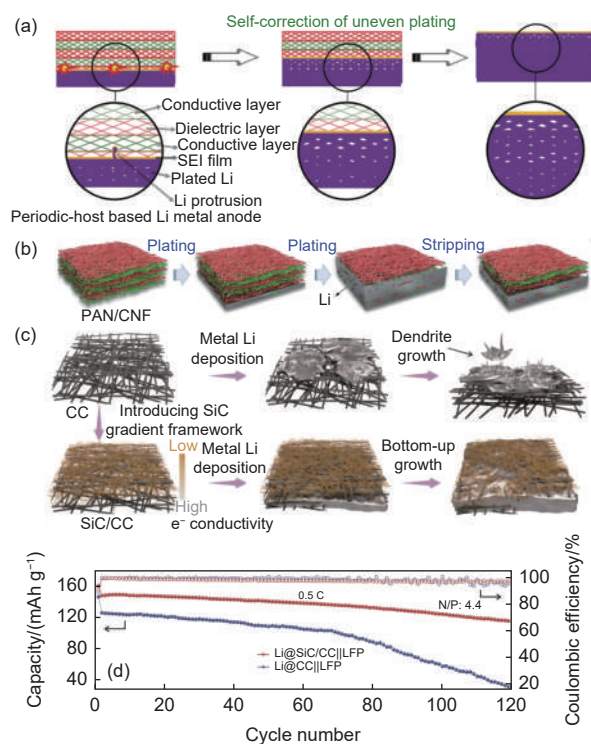 (a)
Self-correction of uneven plating
Conductive layer
Dielectric layer
Conductive layer
SEI film
Plated Li
Li protrusion
Periodic-host based Li metal anode
(b)
Plating
Plating
Stripping
Li
PAN/CNF
(c)
Metal Li
deposition
Dendrite
growth
CC
Introducing SiC
gradient framework
Low
Metal Li
deposition
Bottom-up
growth
High
e⁻ conductivity
SiC/CC
160
120
80
40
Capacity/(mAh g⁻¹)
0.5 C
N/P: 4.4
(d)
Li@SiC/CC||LFP
Li@CC||LFP
100
80
60
40
20
Coulombic efficiency/%
0
20
40
60
80
100
120
Cycle number